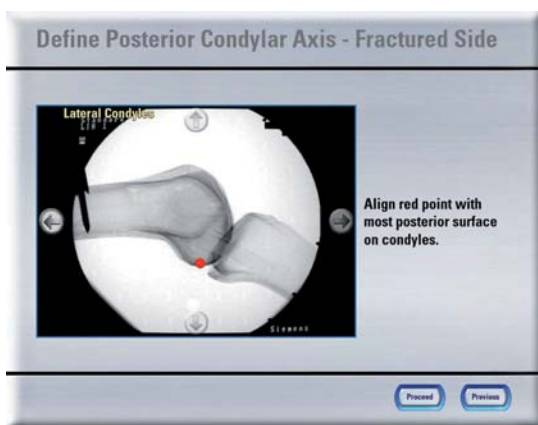 Define Posterior Condylar Axis - Fractured Side
Lateral Condyles
Align red point with
most posterior surface
on condyles.
Siemens
Proceed
Previous